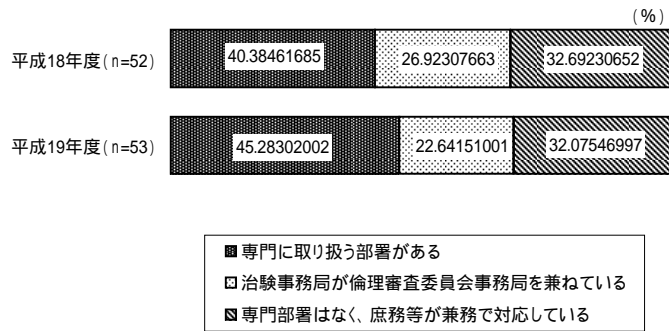 (%)
平成18年度(n=52) 40.38461685 26.92307663 32.69230652
平成19年度(n=53) 45.28302002 22.64151001 32.07546997
専門に取り扱う部署がある
治験事務局が倫理審査委員会事務局を兼ねている
専門部署はなく、庶務等が兼務で対応している